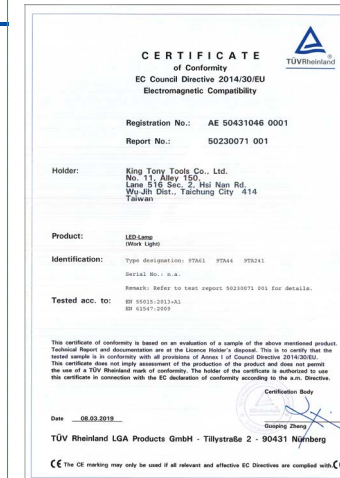 CERTIFICATE
of Conformity
EC Council Directive 2014/30/EU
Electromagnetic Compatibility
TÜVRheinland
Registration No.: AE 50431046 0001
Report No.: 50230071 001
Holder: King Tony Tools Co., Ltd.
No. 11, Alley 150,
Lane 516 Sec. 2, Hsi Nan Rd.
Wu-Jih Dist., Taichung City 414
Taiwan
Product: LED-Lamp
(Work Light)
Identification: Type designation: 9TA61 9TA44 9TA241
Serial No.: n.a.
Remark: Refer to test report 50230071 001 for details.
Tested acc. to: EN 55015:2013+A1
EN 61547:2009
This certificate of conformity is based on an evaluation of a sample of the above mentioned product.
Technical Report and documentation are at the Licence Holder's disposal. This is to certify that the
tested sample is in conformity with all provisions of Annex I of Council Directive 2014/30/EU.
This certificate does not imply assessment of the production of the product and does not permit
the use of a TÜV Rheinland mark of conformity. The holder of the certificate is authorized to use
this certificate in connection with the EC declaration of conformity according to the a.m. Directive.
Certification Body
Date 08.03.2019
Guoping Zheng
TÜV Rheinland LGA Products GmbH - Tillystraße 2 - 90431 Nürnberg
CE The CE marking may only be used if all relevant and effective EC Directives are complied with.